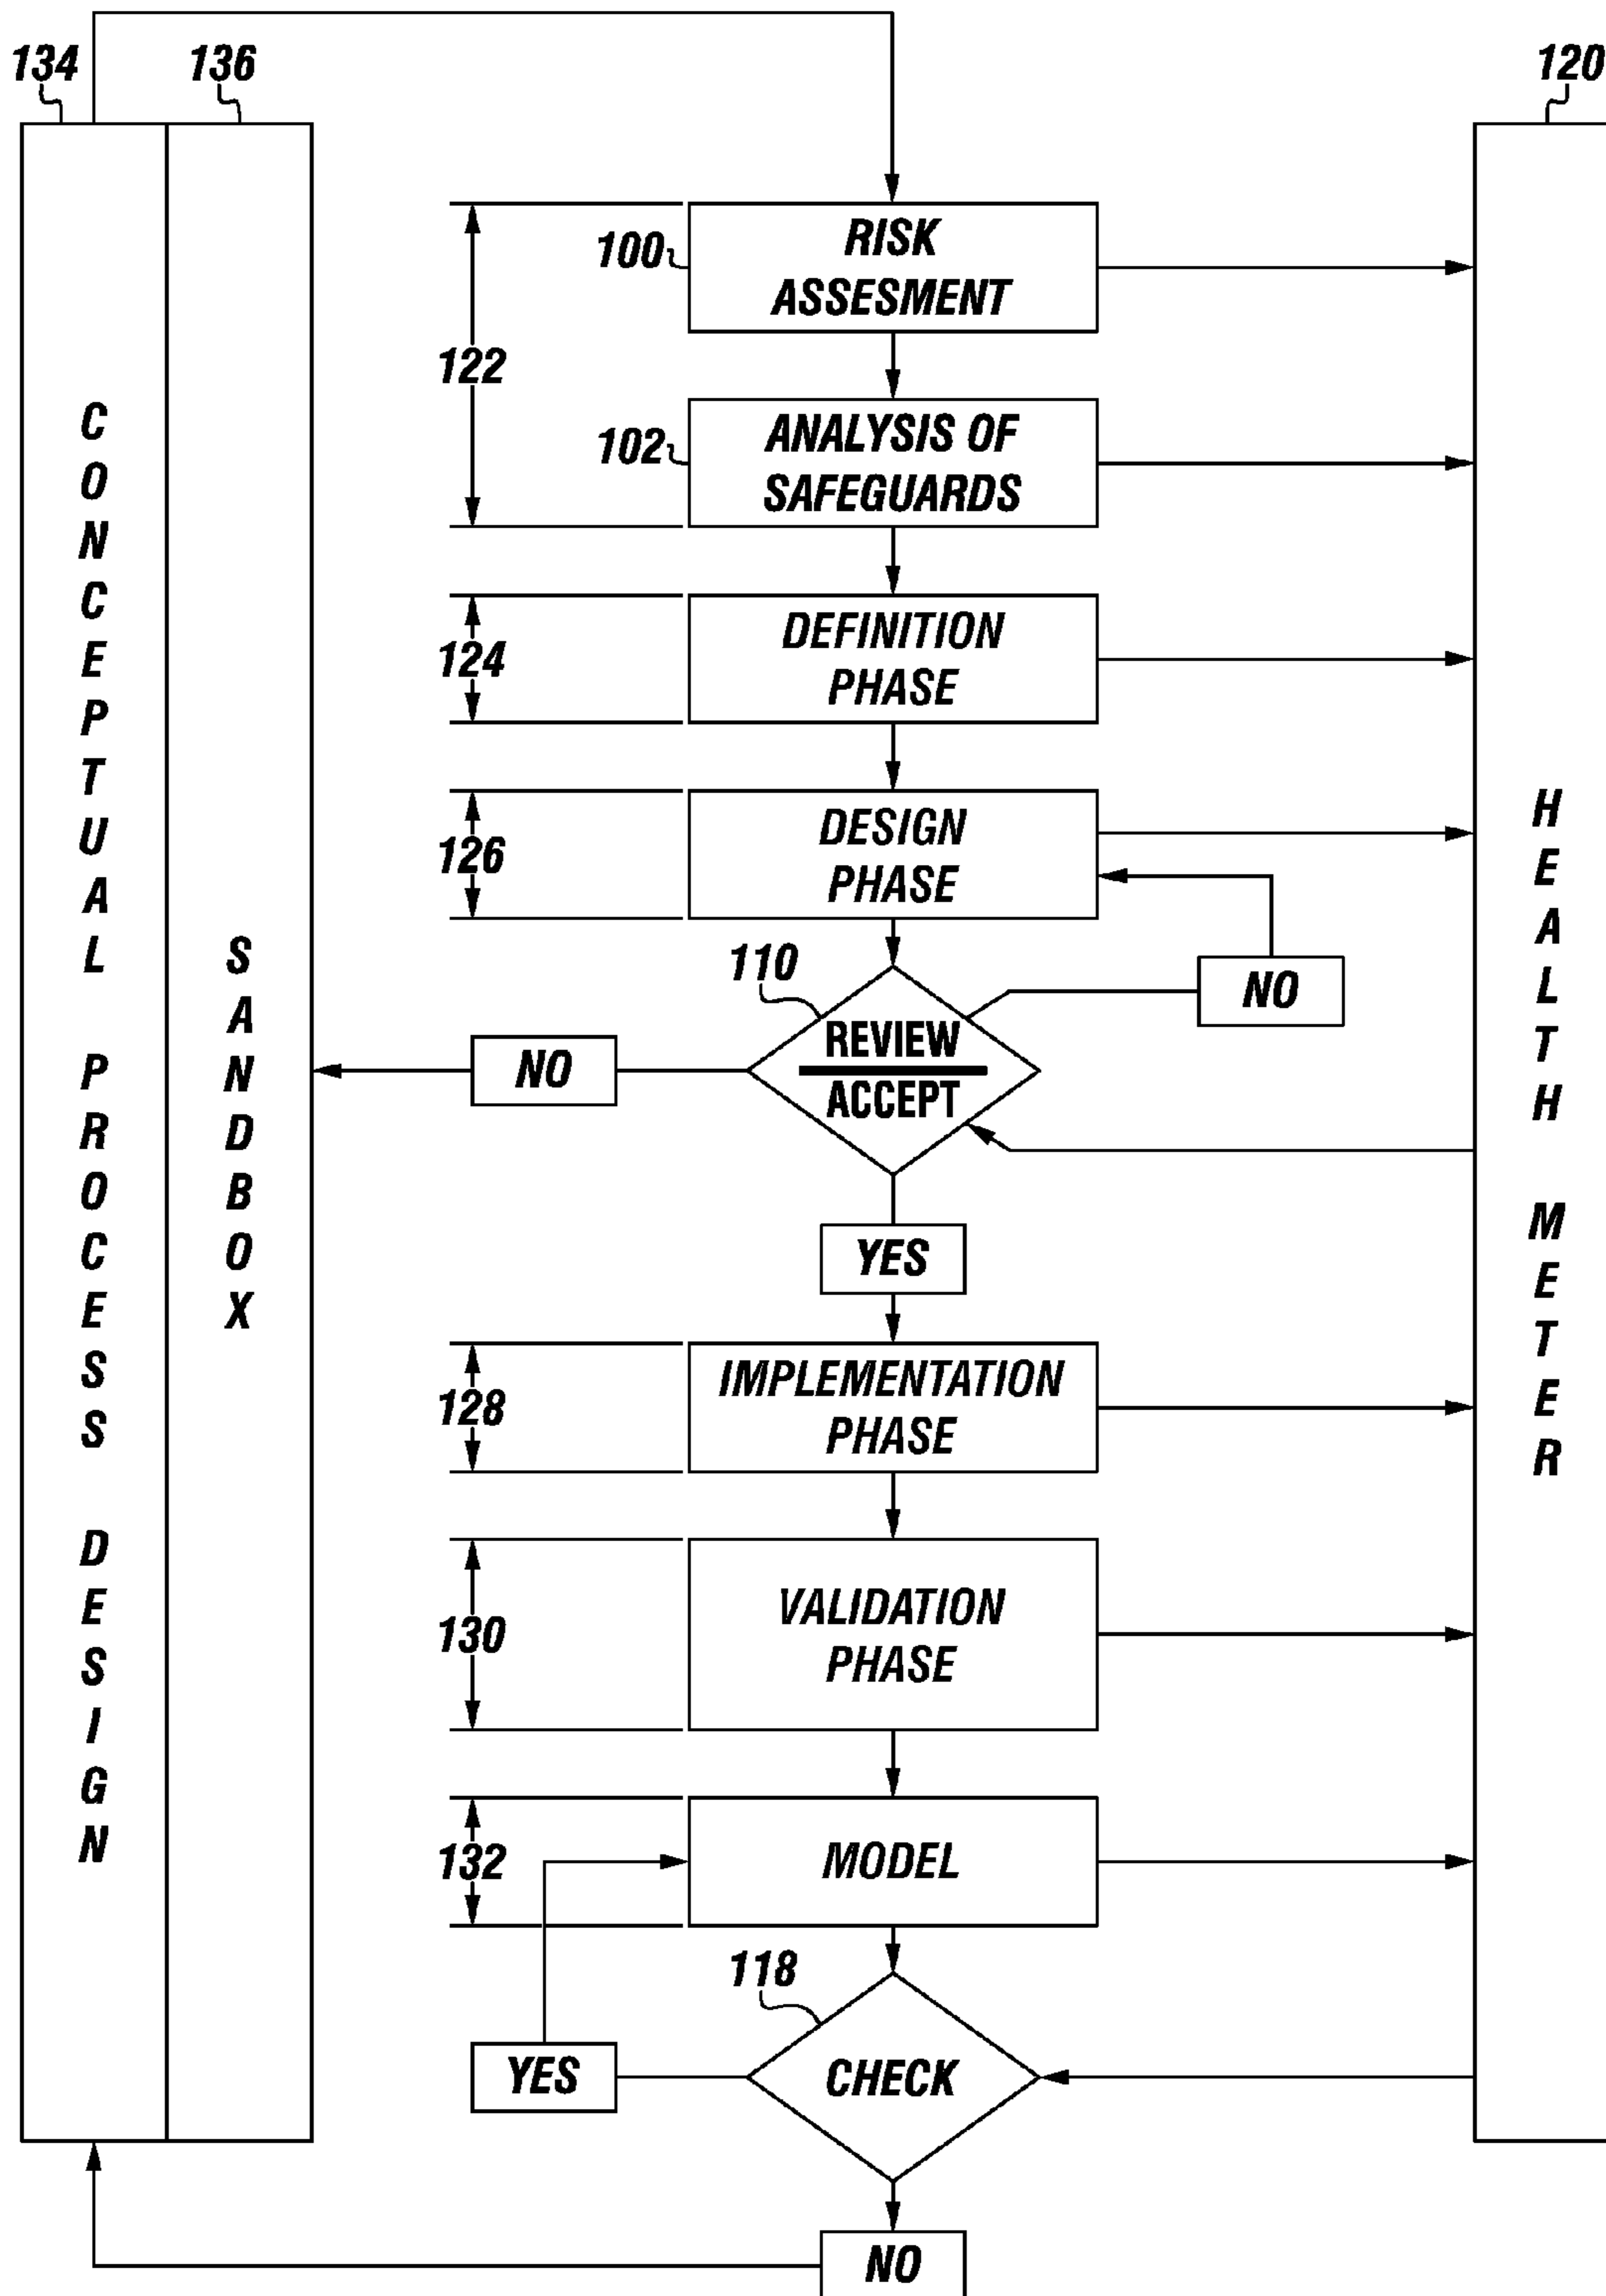 134
136
120
CONCEPTUAL PROCESS DESIGN
SANDBOX
HEALTH METER
100
RISK
ASSESMENT
122
102
ANALYSIS OF
SAFEGUARDS
124
DEFINITION
PHASE
126
DESIGN
PHASE
110
REVIEW
ACCEPT
NO
NO
YES
128
IMPLEMENTATION
PHASE
130
VALIDATION
PHASE
132
MODEL
118
CHECK
YES
NO